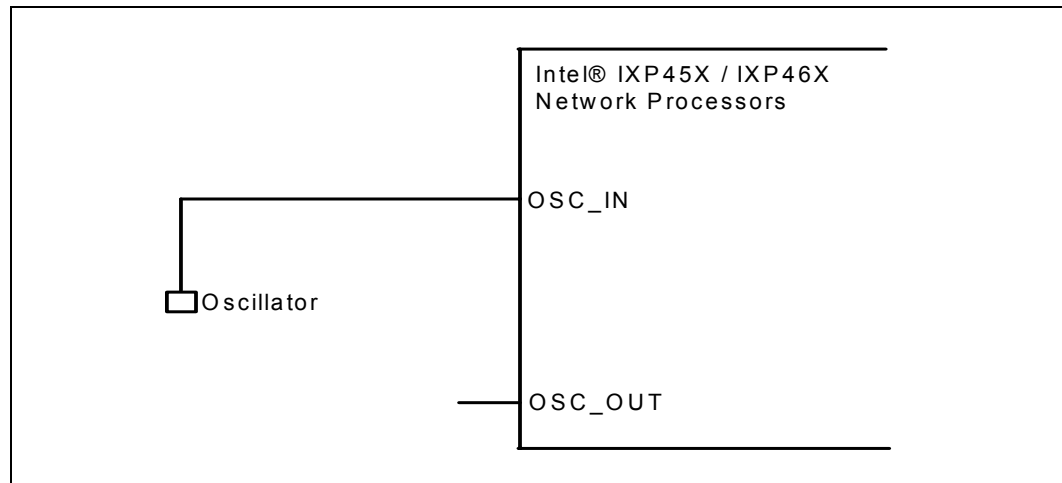 Intel® IXP45X / IXP46X
Network Processors
OSC_IN
Oscillator
OSC_OUT